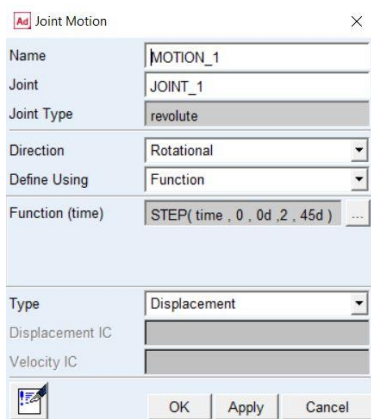 Ad Joint Motion
Name MOTION_1
Joint JOINT_1
Joint Type revolute
Direction Rotational
Define Using Function
Function (time) STEP( time , 0 , 0d ,2 , 45d ) ...
Type Displacement
Displacement IC
Velocity IC
OK Apply Cancel